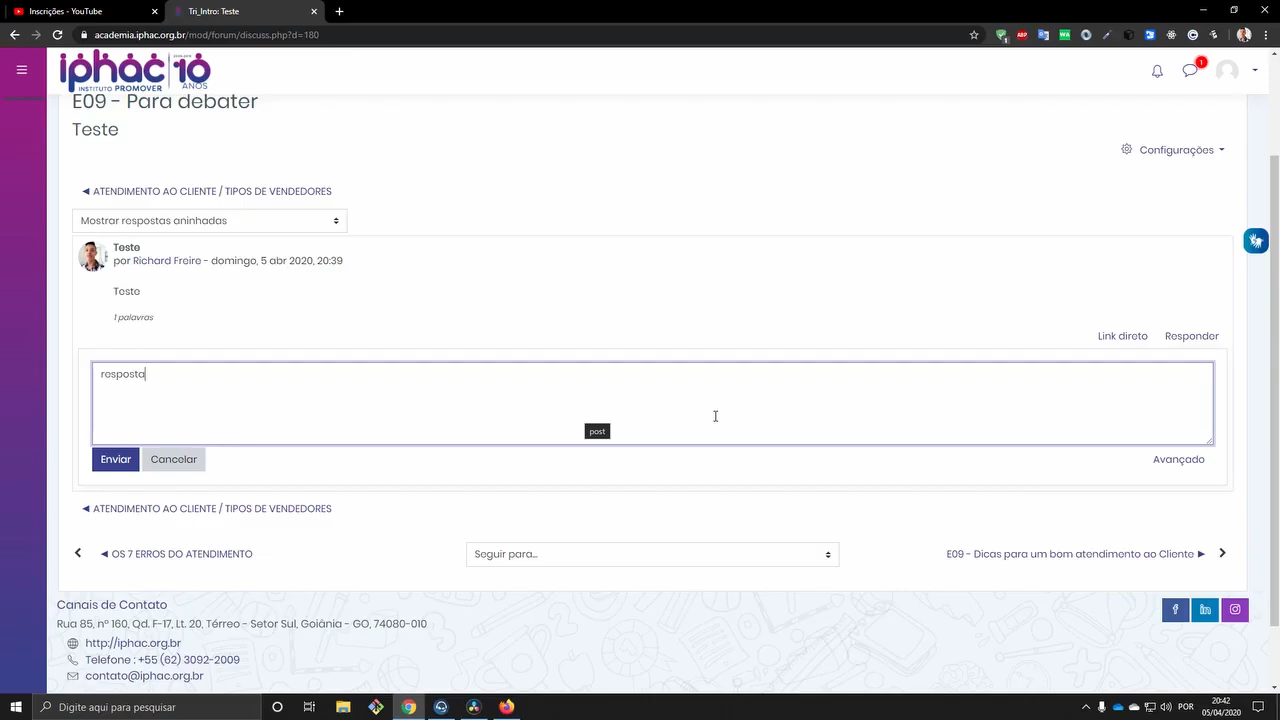 Inscrições - YouTube
Tri_Intro: Teste
academia.iphac.org.br/mod/forum/discuss.php?d=180
iphac 10
INSTITUTO PROMOVER
ANOS
1
E09 - Para debater
Teste
Configurações
◄ ATENDIMENTO AO CLIENTE / TIPOS DE VENDEDORES
Mostrar respostas aninhadas
Teste
por Richard Freire - domingo, 5 abr 2020, 20:39
Teste
1 palavras
Link direto Responder
resposta
post
Enviar Cancelar Avançado
◄ ATENDIMENTO AO CLIENTE / TIPOS DE VENDEDORES
◄ OS 7 ERROS DO ATENDIMENTO Seguir para... E09 - Dicas para um bom atendimento ao Cliente ►
Canais de Contato
Rua 85, nº 160, Qd. F-17, Lt. 20, Térreo - Setor Sul, Goiânia - GO, 74080-010
http://iphac.org.br
Telefone : +55 (62) 3092-2009
contato@iphac.org.br
Digite aqui para pesquisar
POR
20:42
05/04/2020